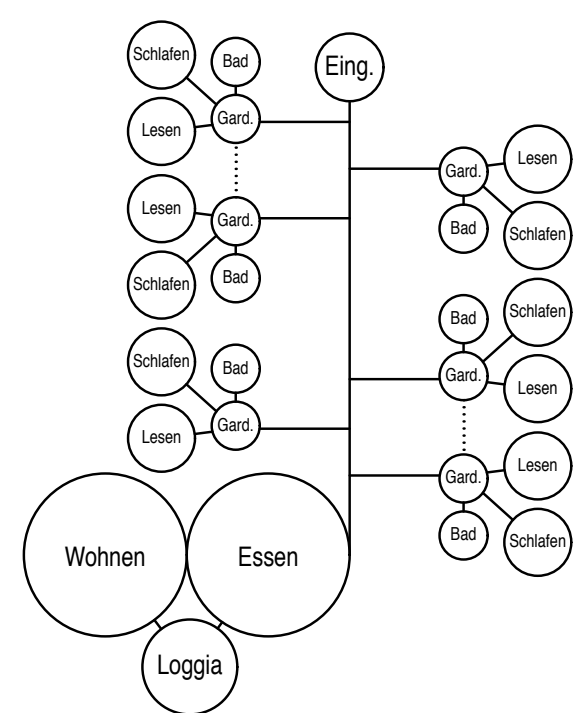 Schlafen
Bad
Eing.
Gard.
Lesen
Lesen
Gard.
Schlafen
Bad
Lesen
Gard.
Bad
Schlafen
Schlafen
Bad
Schlafen
Bad
Gard.
Lesen
Gard.
Lesen
Lesen
Gard.
Bad
Schlafen
Wohnen
Essen
Loggia